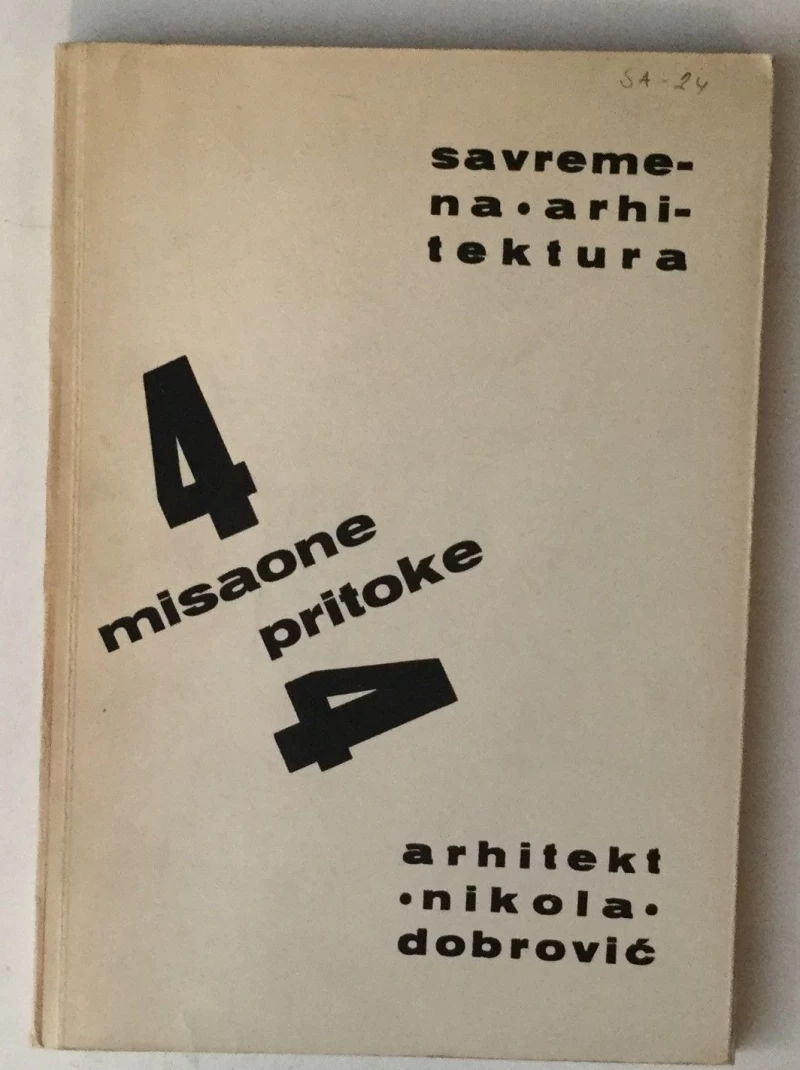 SA-24
savreme-
na•arhi-
tektura
4
misaone
pritoke
4
arhitekt
•nikola•
dobrović